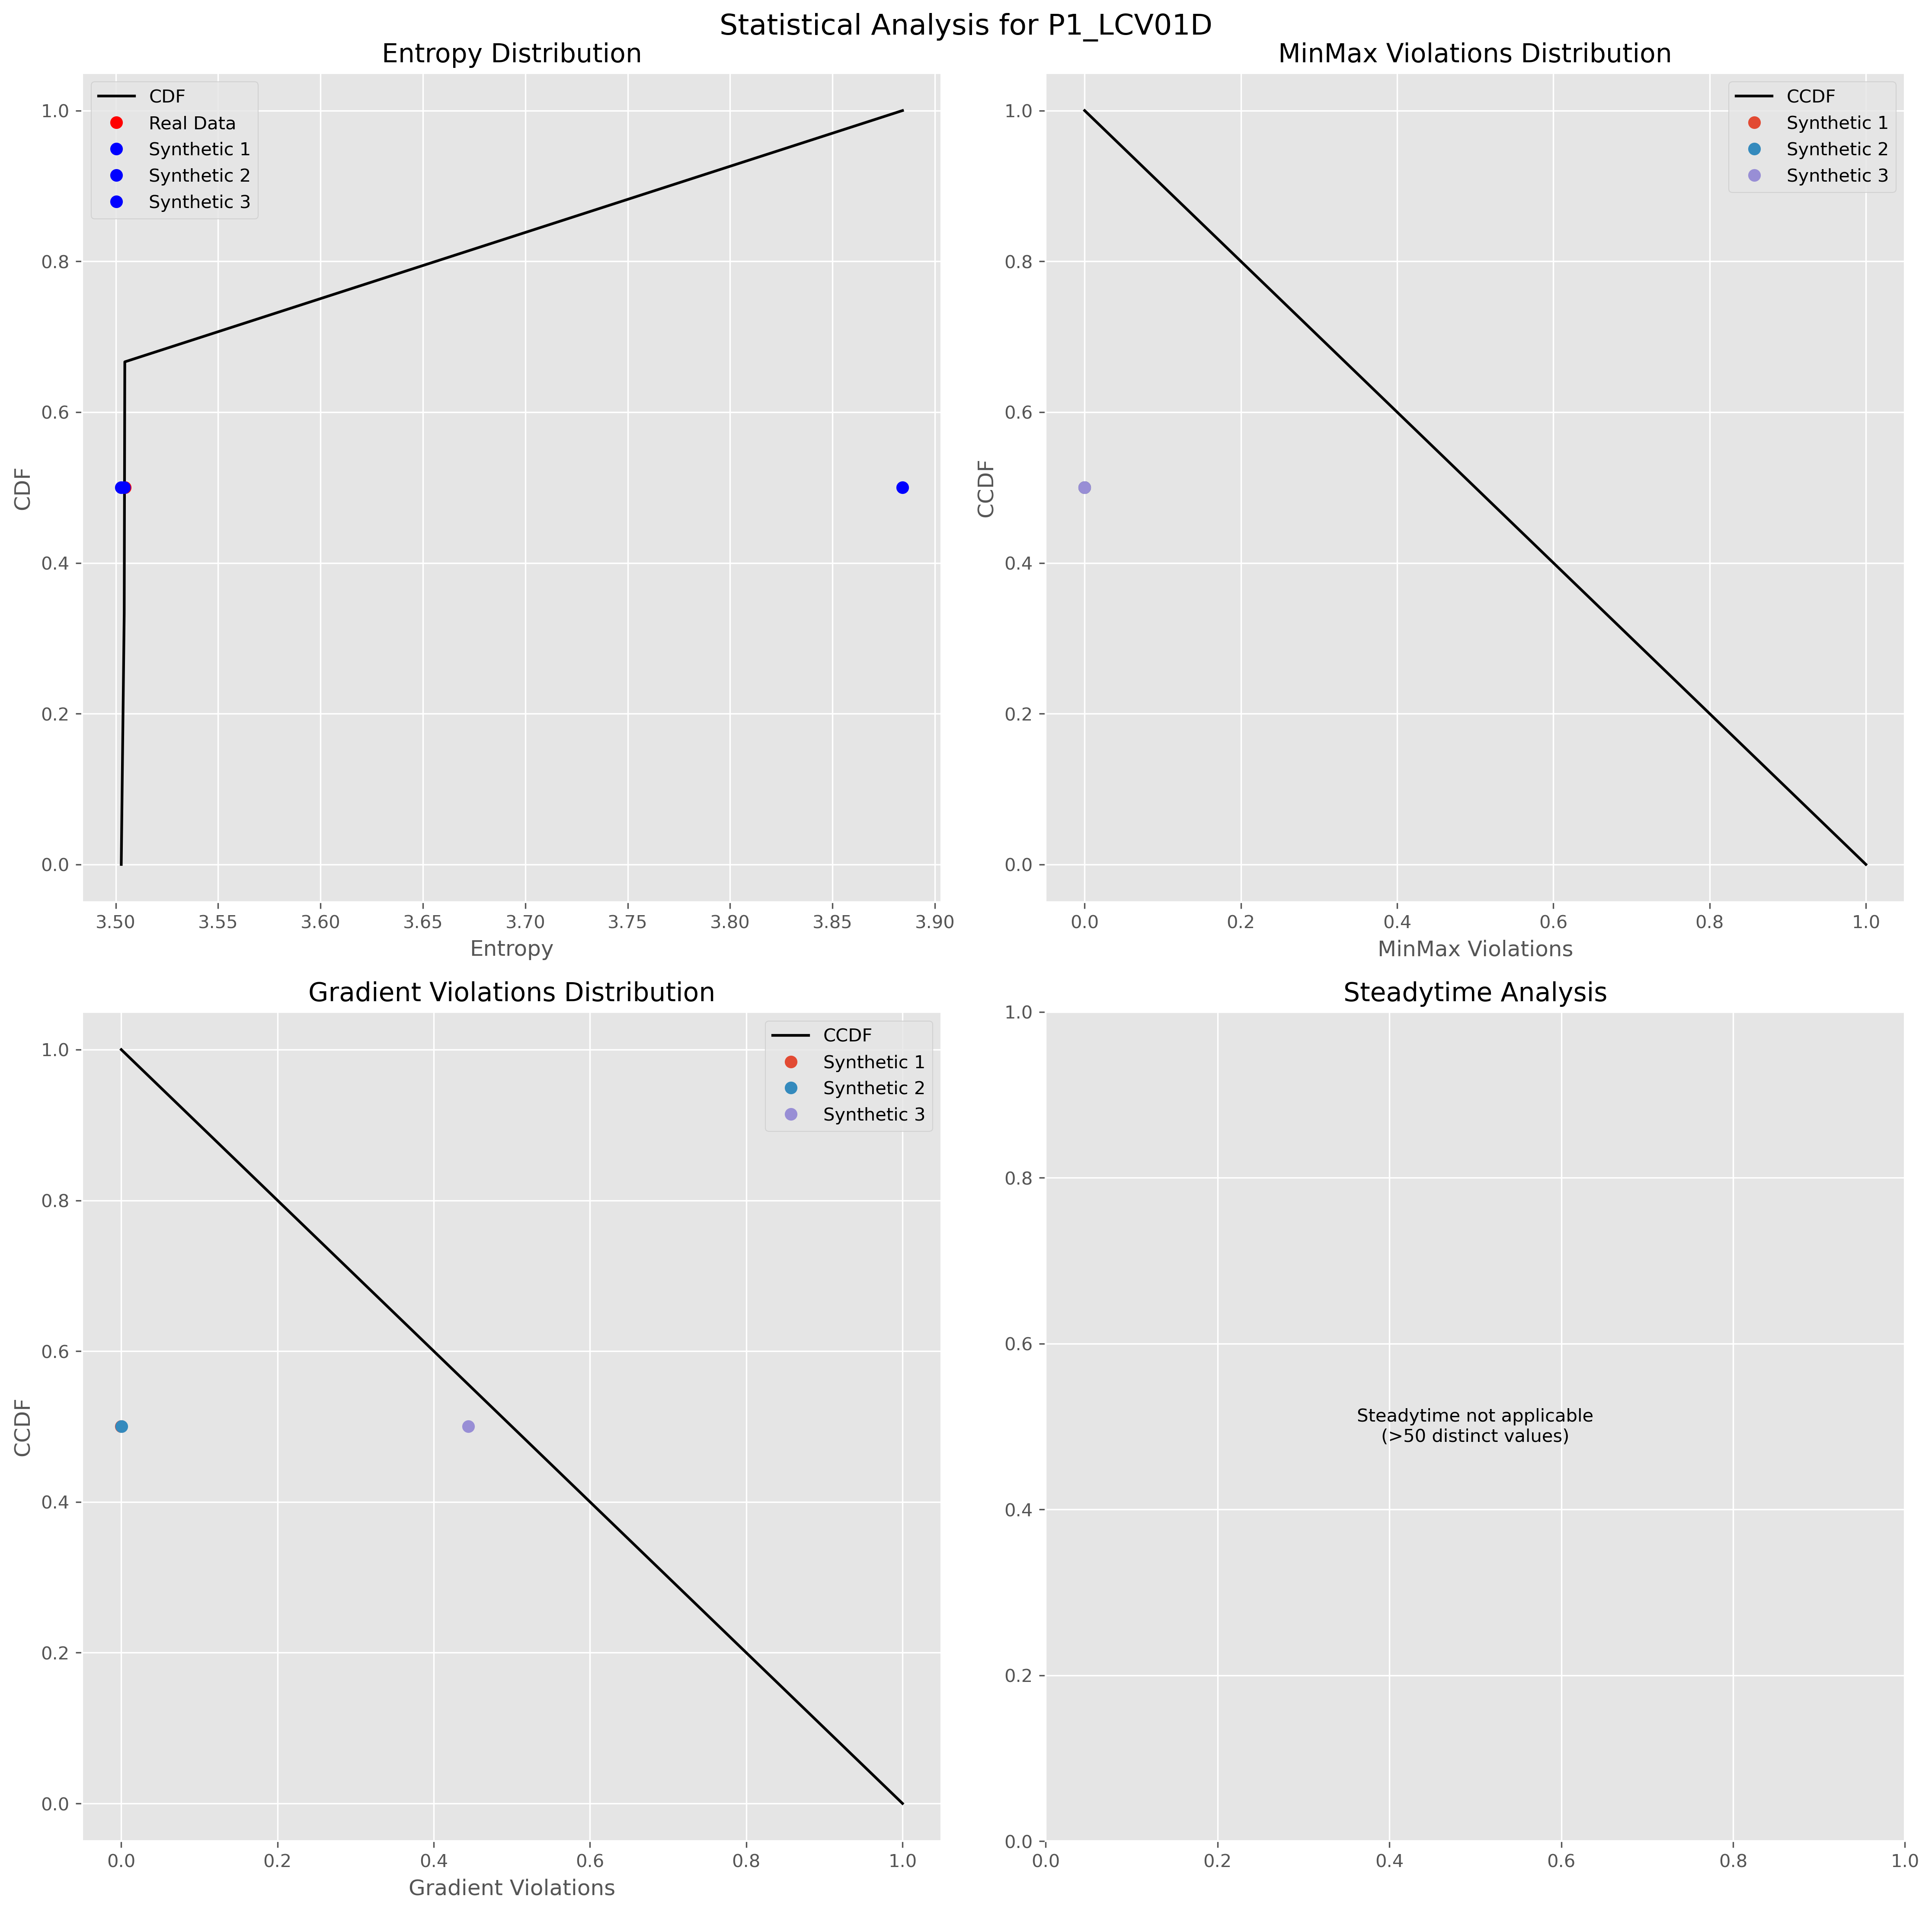 Statistical Analysis for P1_LCV01D
Entropy Distribution
CDF
Real Data
Synthetic 1
Synthetic 2
Synthetic 3
1.0
0.8
0.6
0.4
0.2
0.0
CDF
3.50 3.55 3.60 3.65 3.70 3.75 3.80 3.85 3.90
Entropy
MinMax Violations Distribution
CCDF
Synthetic 1
Synthetic 2
Synthetic 3
1.0
0.8
0.6
0.4
0.2
0.0
CCDF
0.0 0.2 0.4 0.6 0.8 1.0
MinMax Violations
Gradient Violations Distribution
CCDF
Synthetic 1
Synthetic 2
Synthetic 3
1.0
0.8
0.6
0.4
0.2
0.0
CCDF
0.0 0.2 0.4 0.6 0.8 1.0
Gradient Violations
Steadytime Analysis
1.0
0.8
0.6
0.4
0.2
0.0
Steadytime not applicable
(>50 distinct values)
0.0 0.2 0.4 0.6 0.8 1.0